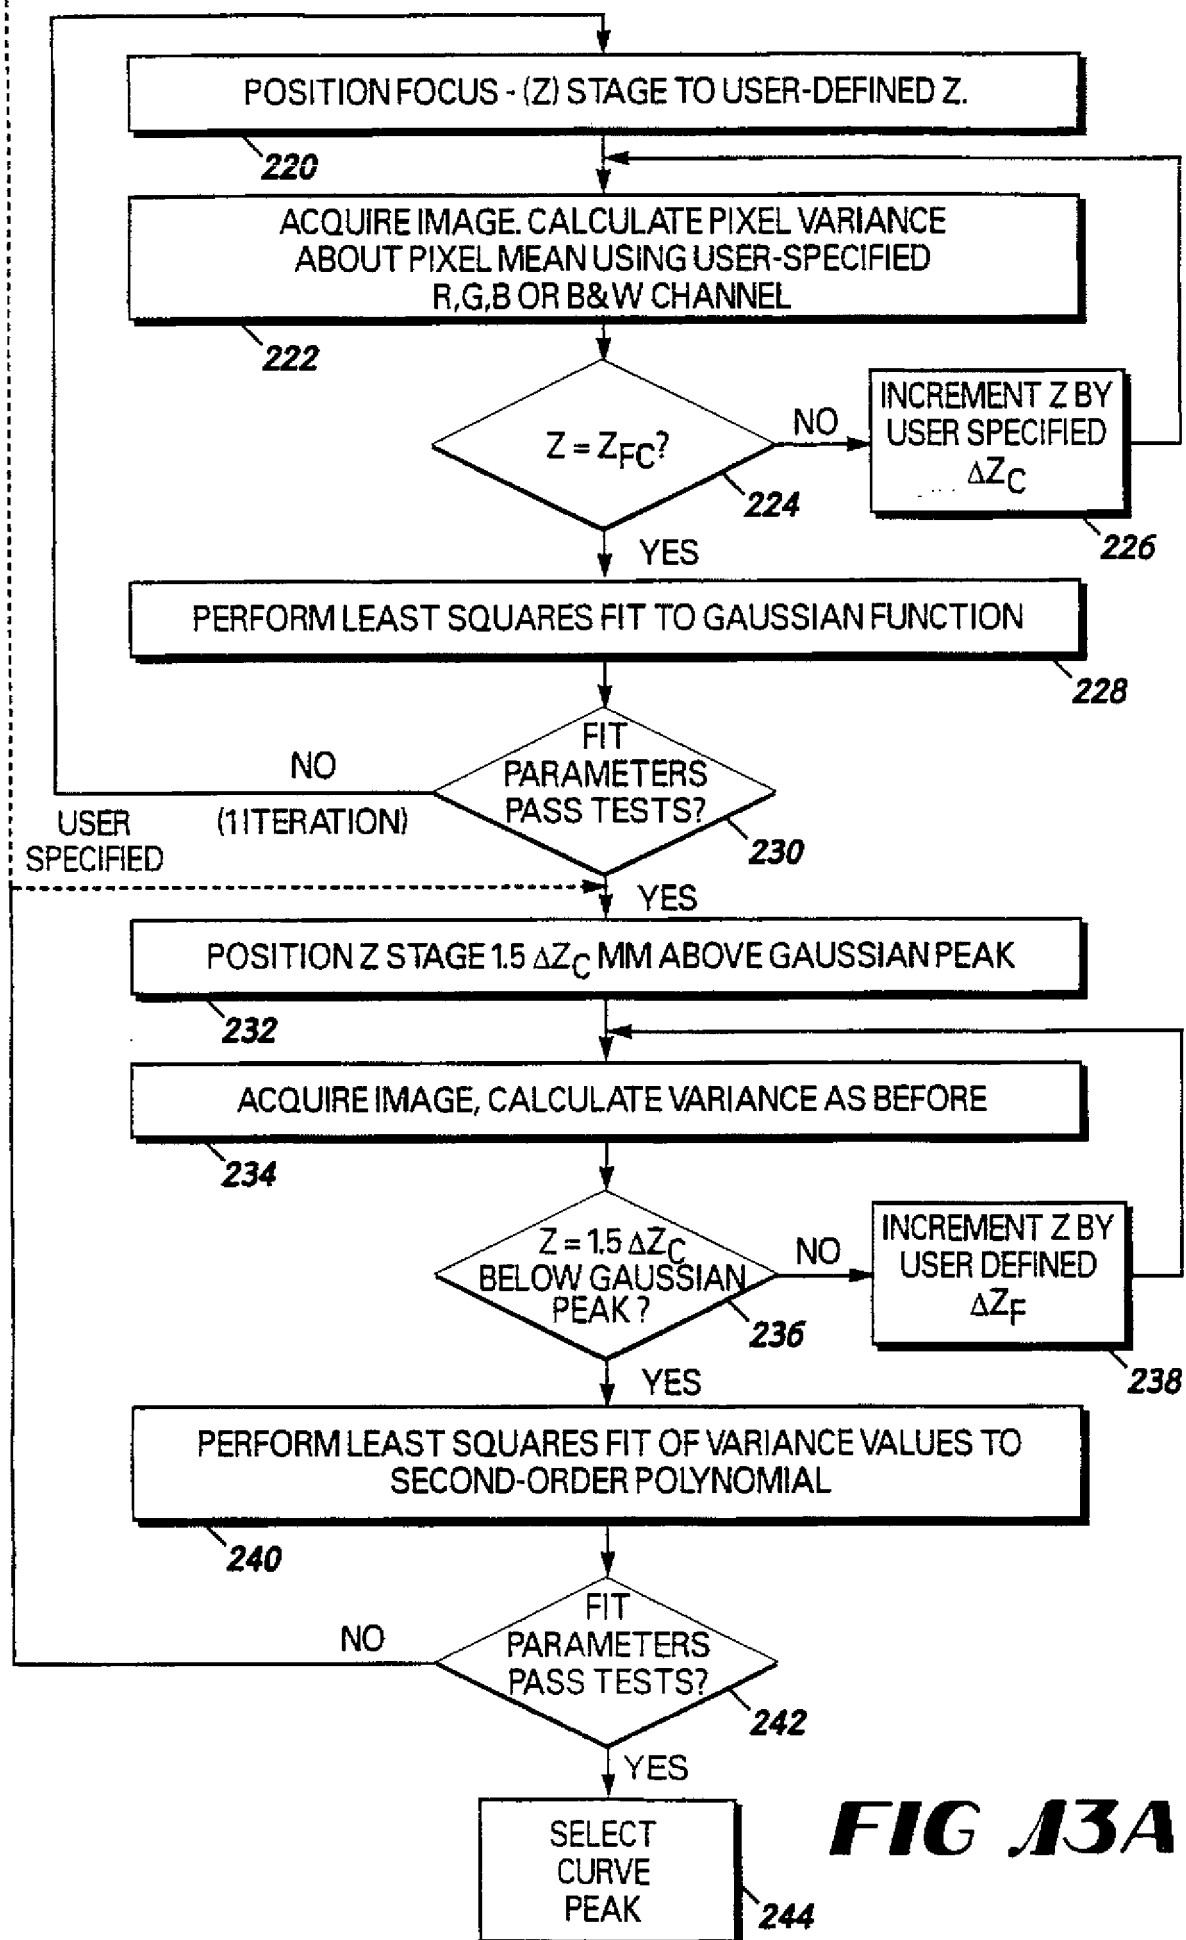 POSITION FOCUS - (Z) STAGE TO USER-DEFINED Z.
220
ACQUIRE IMAGE. CALCULATE PIXEL VARIANCE
ABOUT PIXEL MEAN USING USER-SPECIFIED
R,G,B OR B&W CHANNEL
222
Z = ZFC?
224
NO
INCREMENT Z BY
USER SPECIFIED
ΔZC
226
YES
PERFORM LEAST SQUARES FIT TO GAUSSIAN FUNCTION
228
FIT
PARAMETERS
PASS TESTS?
230
NO
(1 ITERATION)
USER
SPECIFIED
YES
POSITION Z STAGE 1.5 ΔZC MM ABOVE GAUSSIAN PEAK
232
ACQUIRE IMAGE, CALCULATE VARIANCE AS BEFORE
234
Z = 1.5 ΔZC
BELOW GAUSSIAN
PEAK?
236
NO
INCREMENT Z BY
USER DEFINED
ΔZF
238
YES
PERFORM LEAST SQUARES FIT OF VARIANCE VALUES TO
SECOND-ORDER POLYNOMIAL
240
FIT
PARAMETERS
PASS TESTS?
242
NO
YES
SELECT
CURVE
PEAK
244
FIG 13A